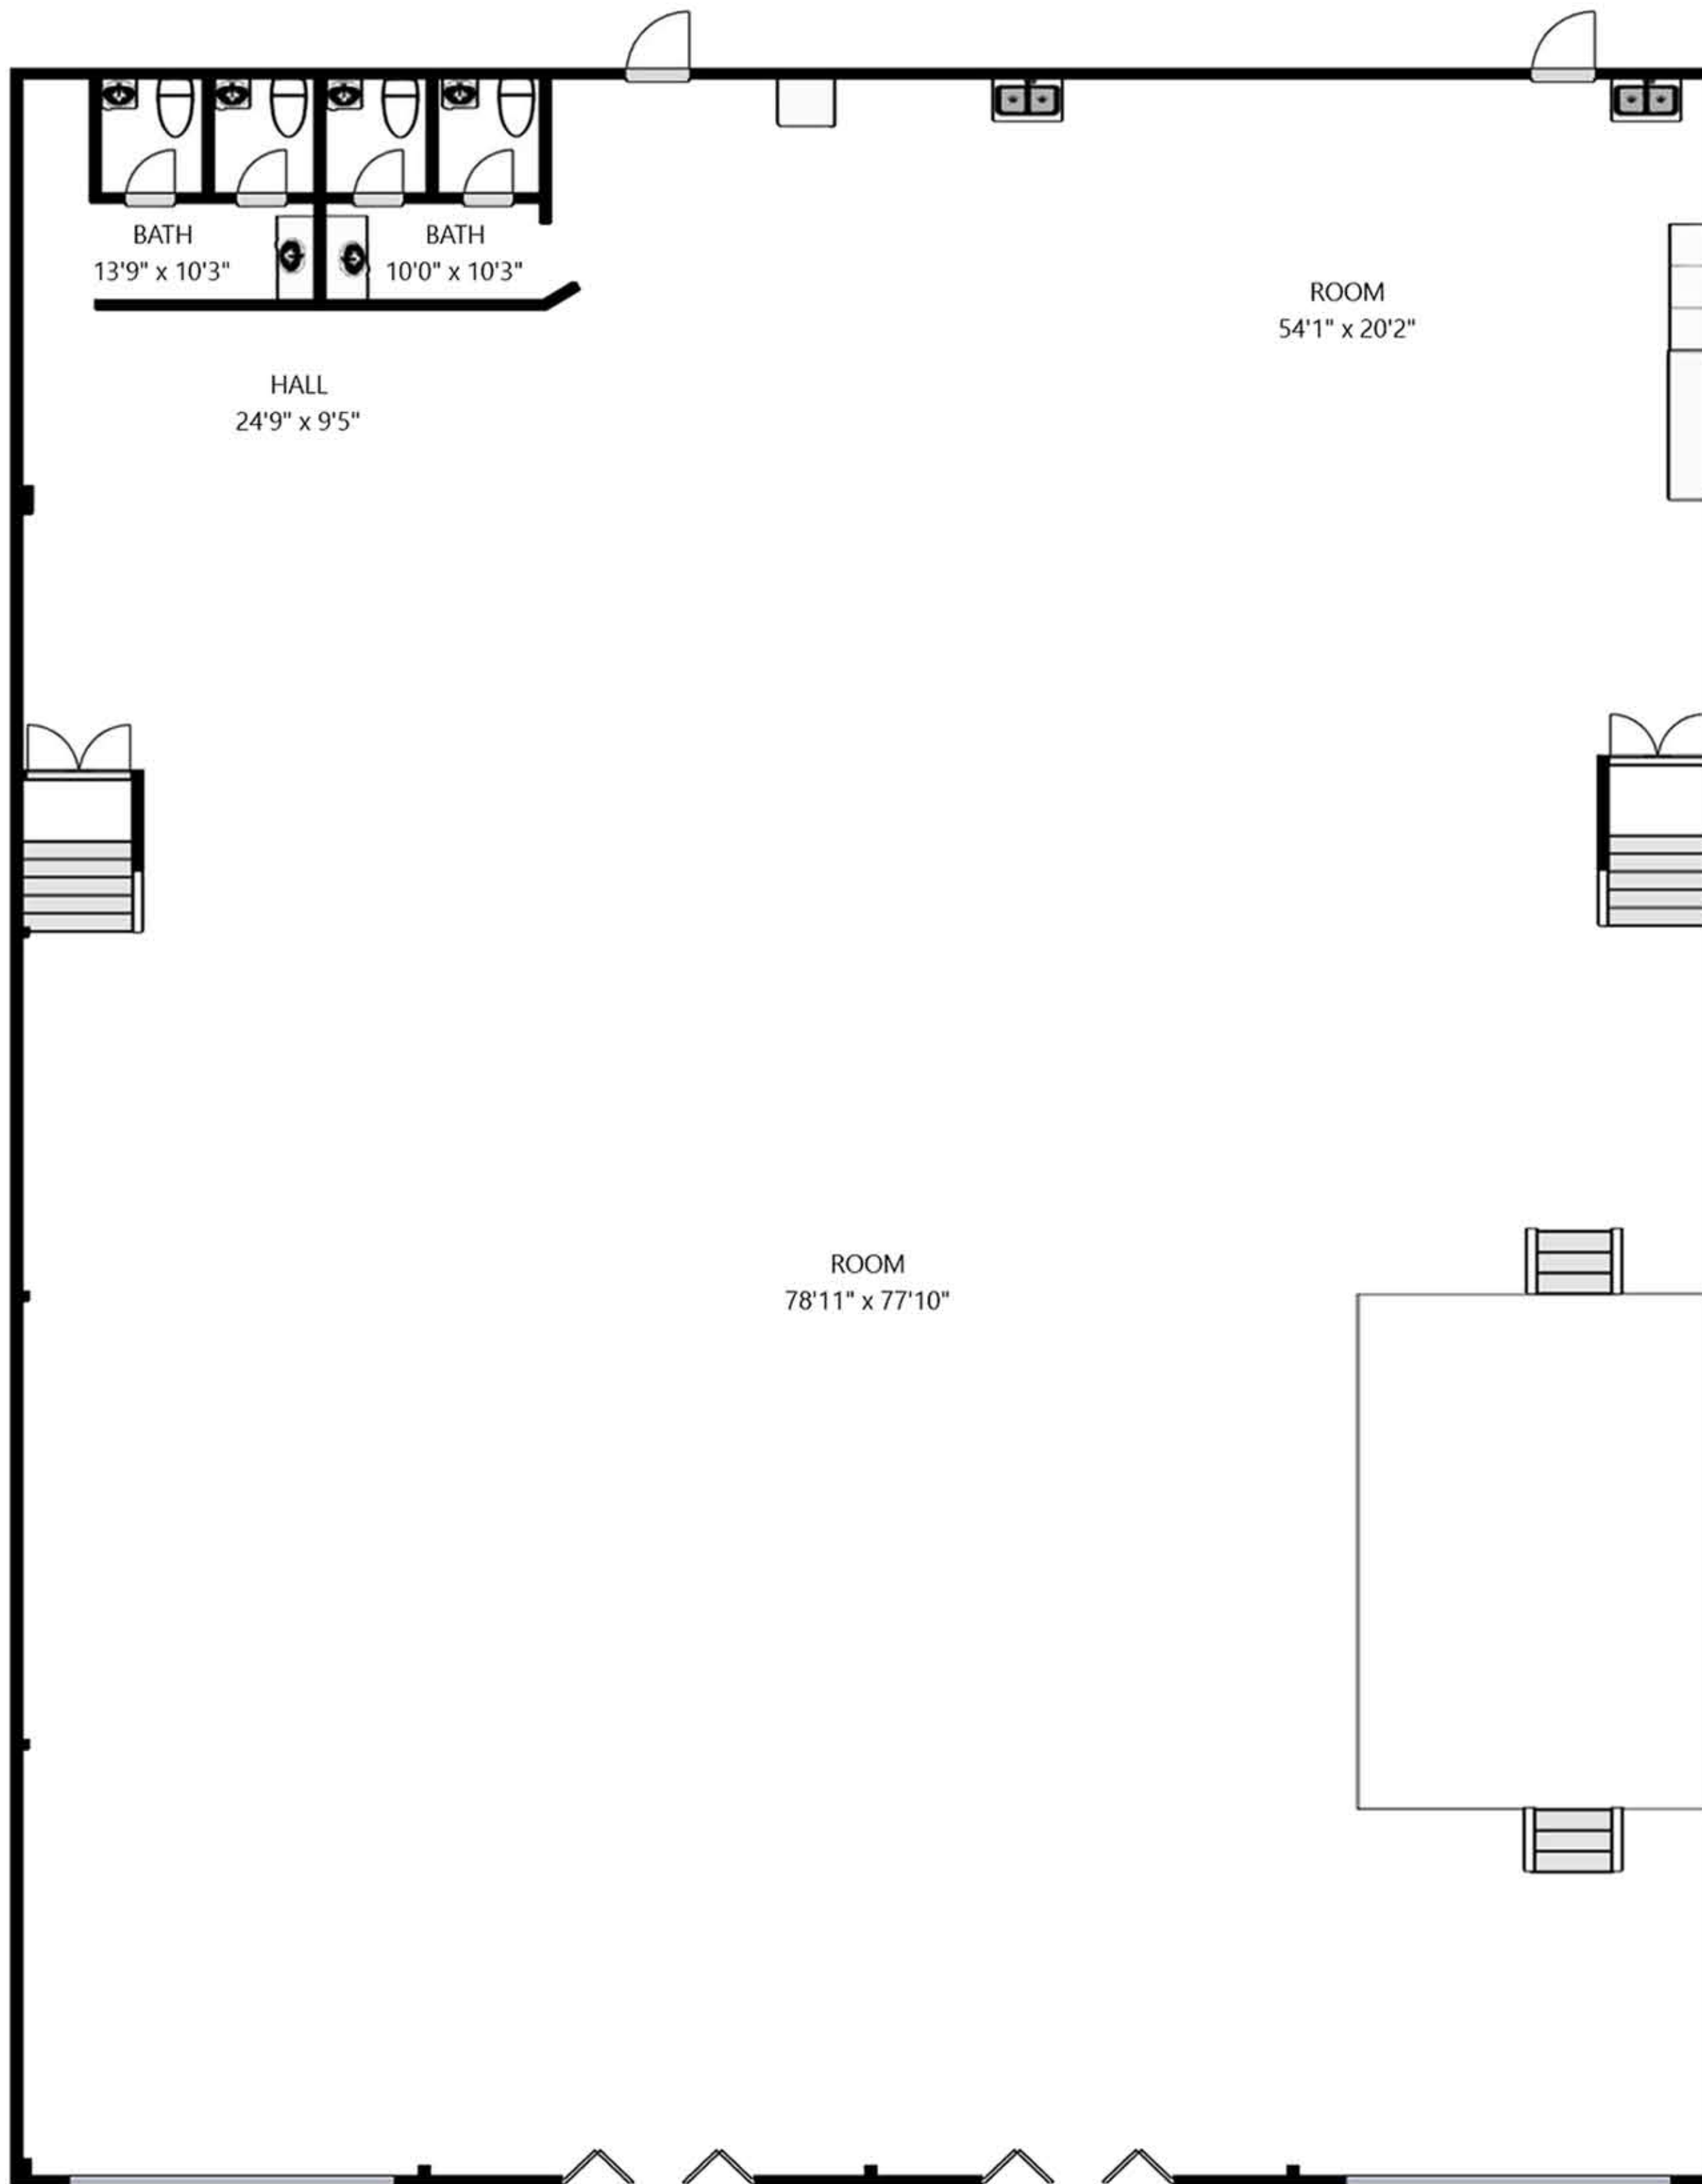 BATH
13'9" x 10'3"
BATH
10'0" x 10'3"
ROOM
54'1" x 20'2"
HALL
24'9" x 9'5"
ROOM
78'11" x 77'10"